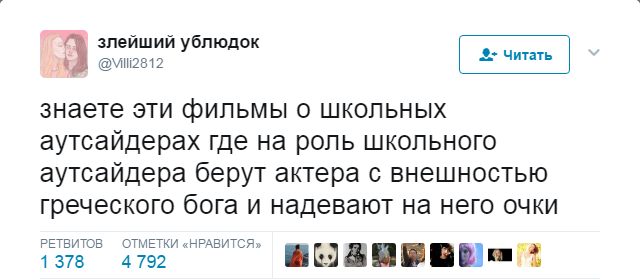 злейший ублюдок
@Villi2812
Читать
знаете эти фильмы о школьных
аутсайдерах где на роль школьного
аутсайдера берут актера с внешностью
греческого бога и надевают на него очки
РЕТВИТОВ ОТМЕТКИ «НРАВИТСЯ»
1 378 4 792